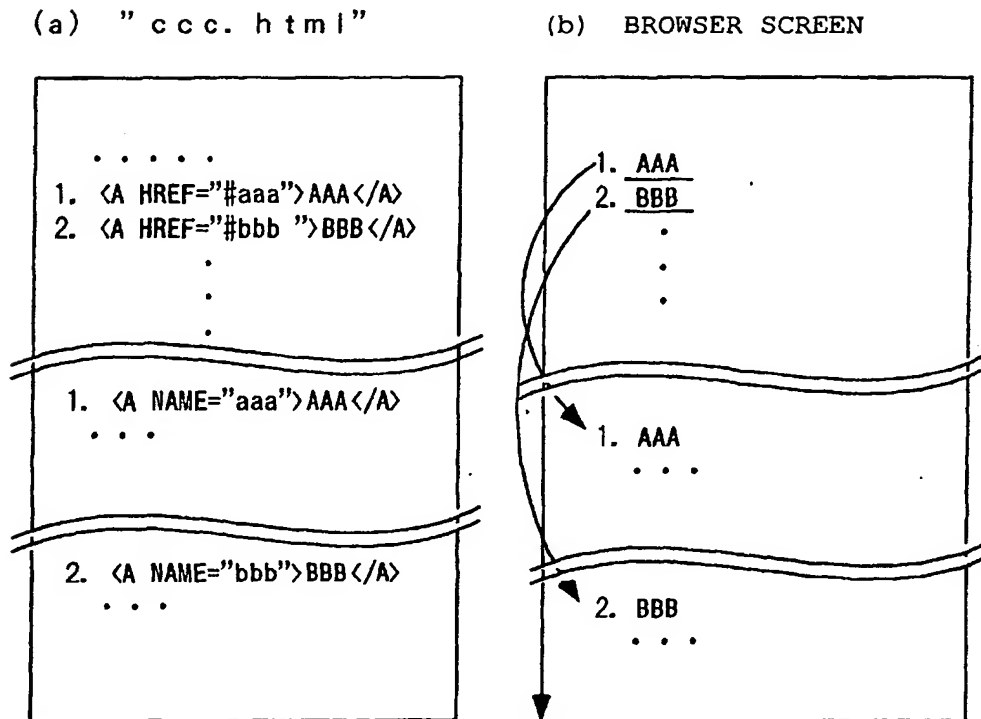 (a) "ccc.html"
. . . . .
1. <A HREF="#aaa">AAA</A>
2. <A HREF="#bbb ">BBB</A>
.
.
.
1. <A NAME="aaa">AAA</A>
. . .
2. <A NAME="bbb">BBB</A>
. . .
(b) BROWSER SCREEN
1. AAA
2. BBB
.
.
.
1. AAA
. . .
2. BBB
. . .